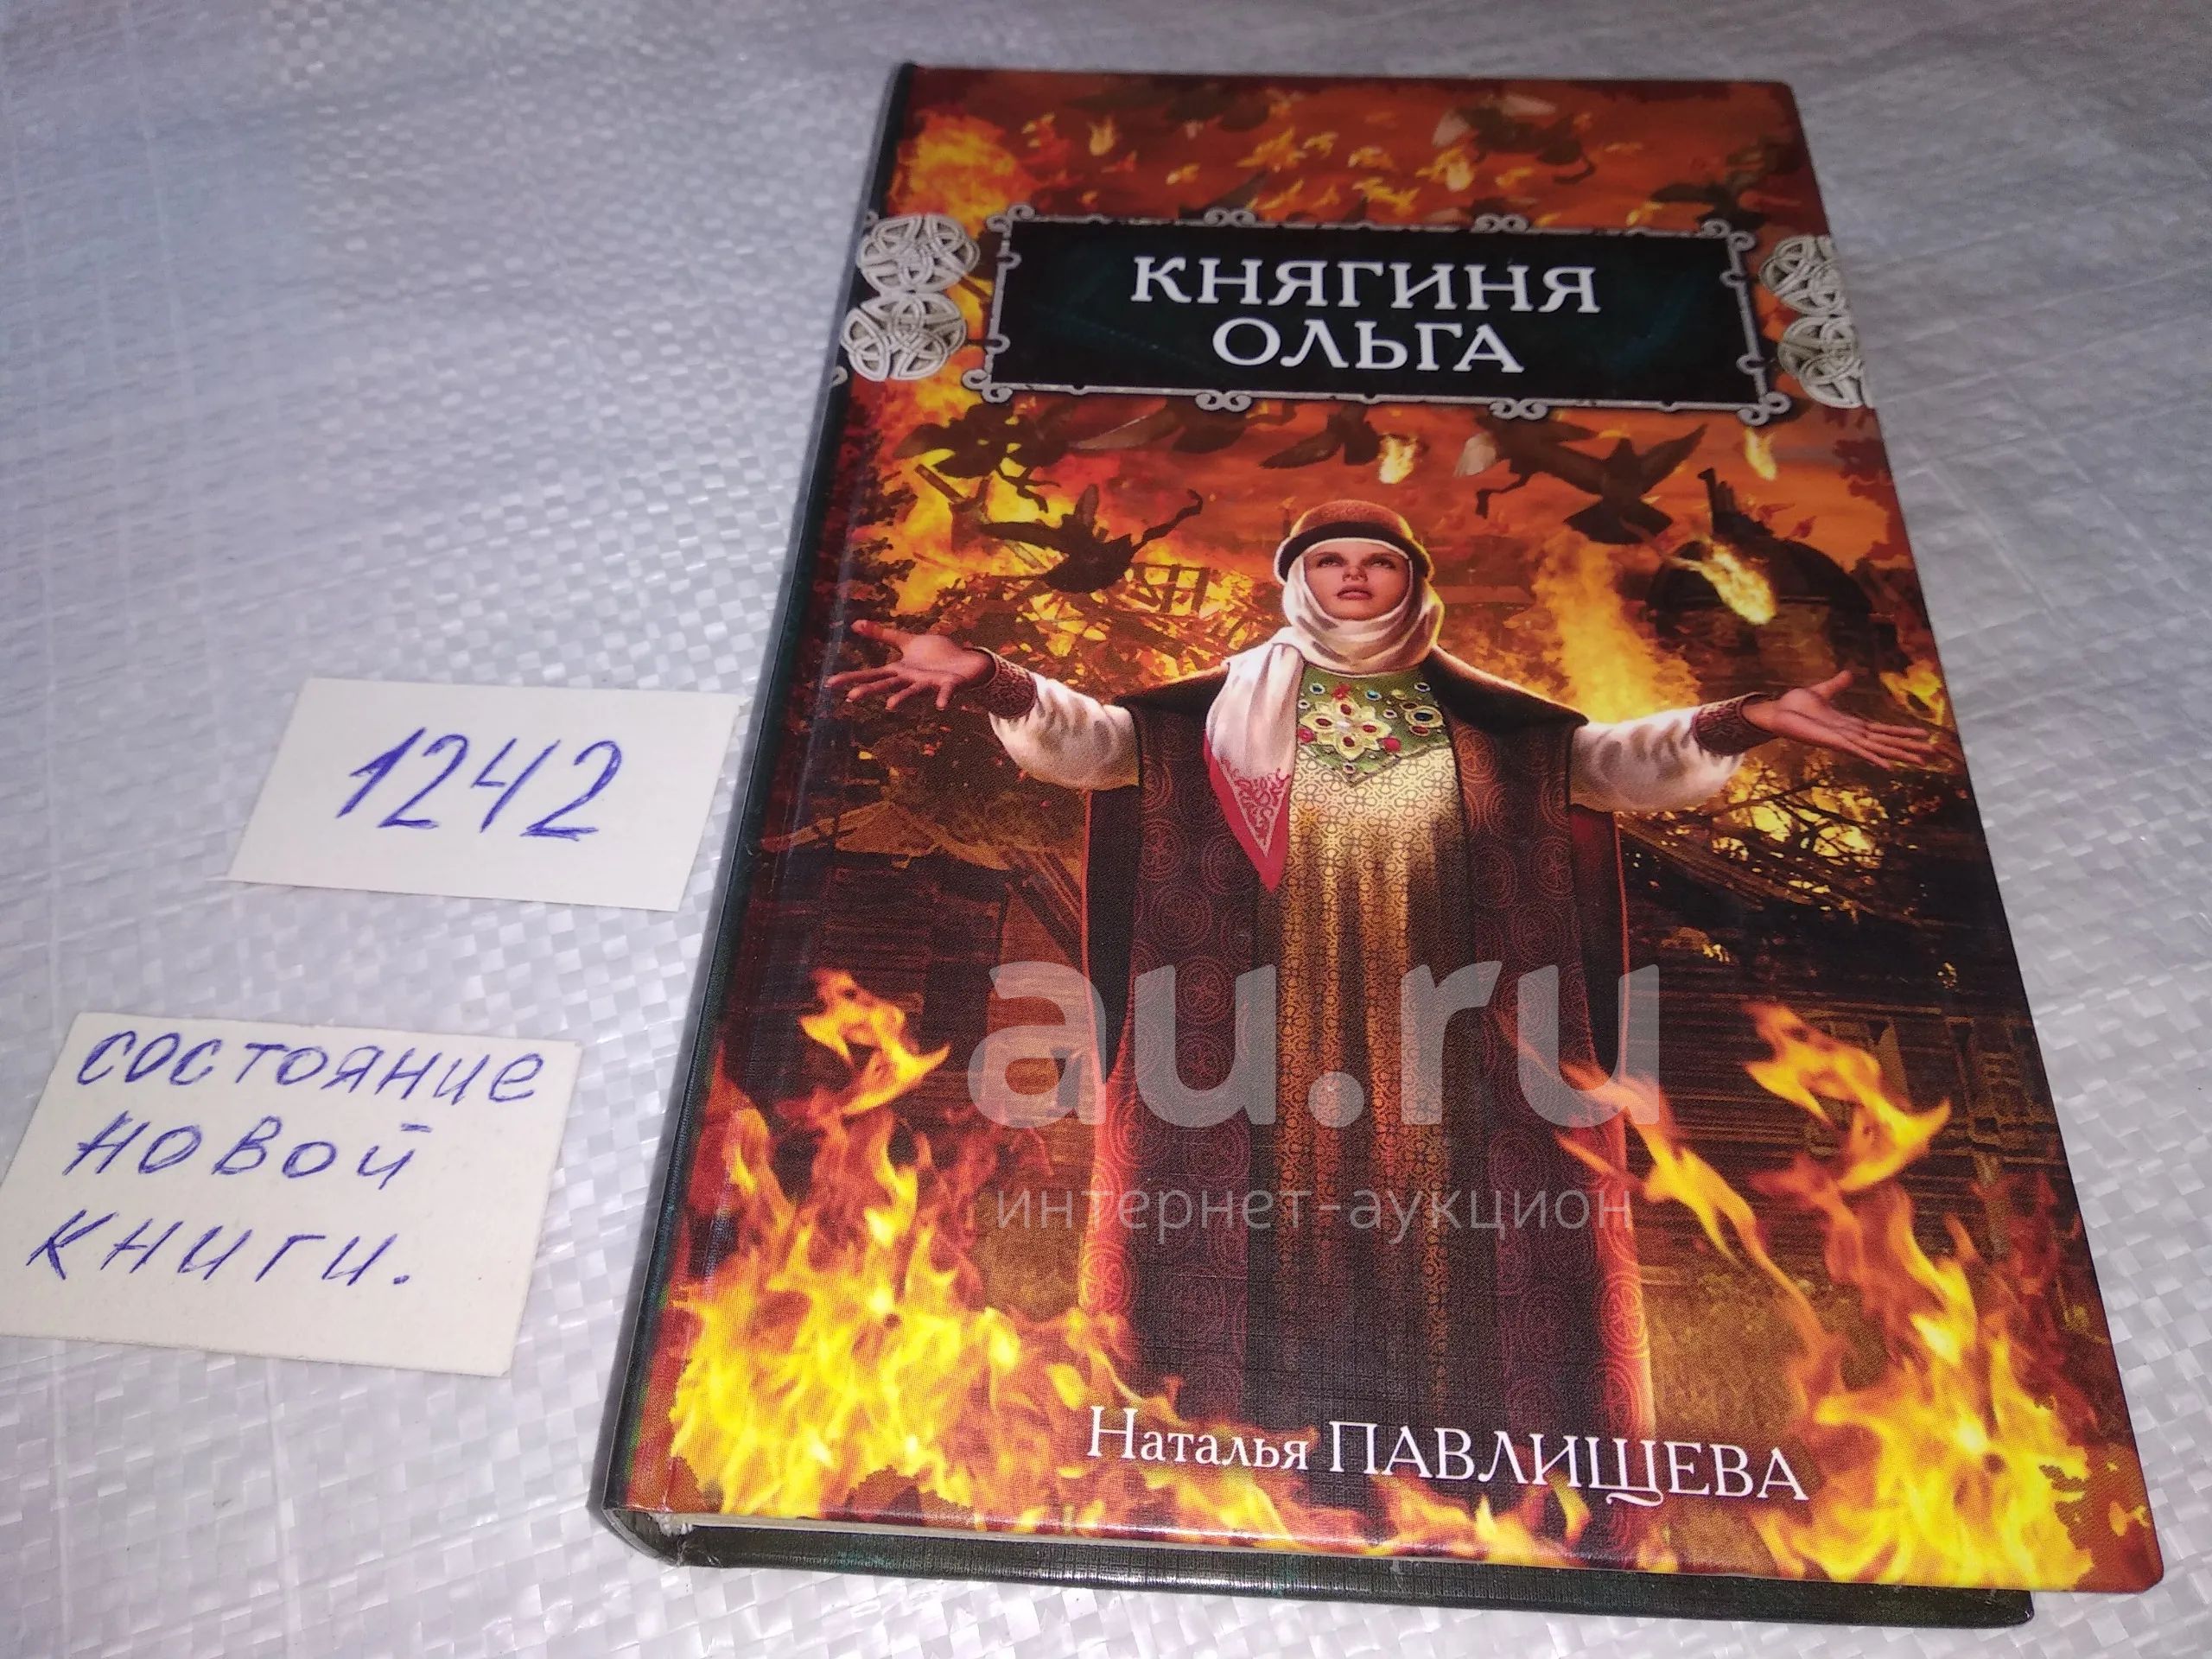 КНЯГИНЯ
ОЛЬГА
1242
состояние
новой
книги.
au.ru
интернет-аукцион
Наталья ПАВЛИЩЕВА